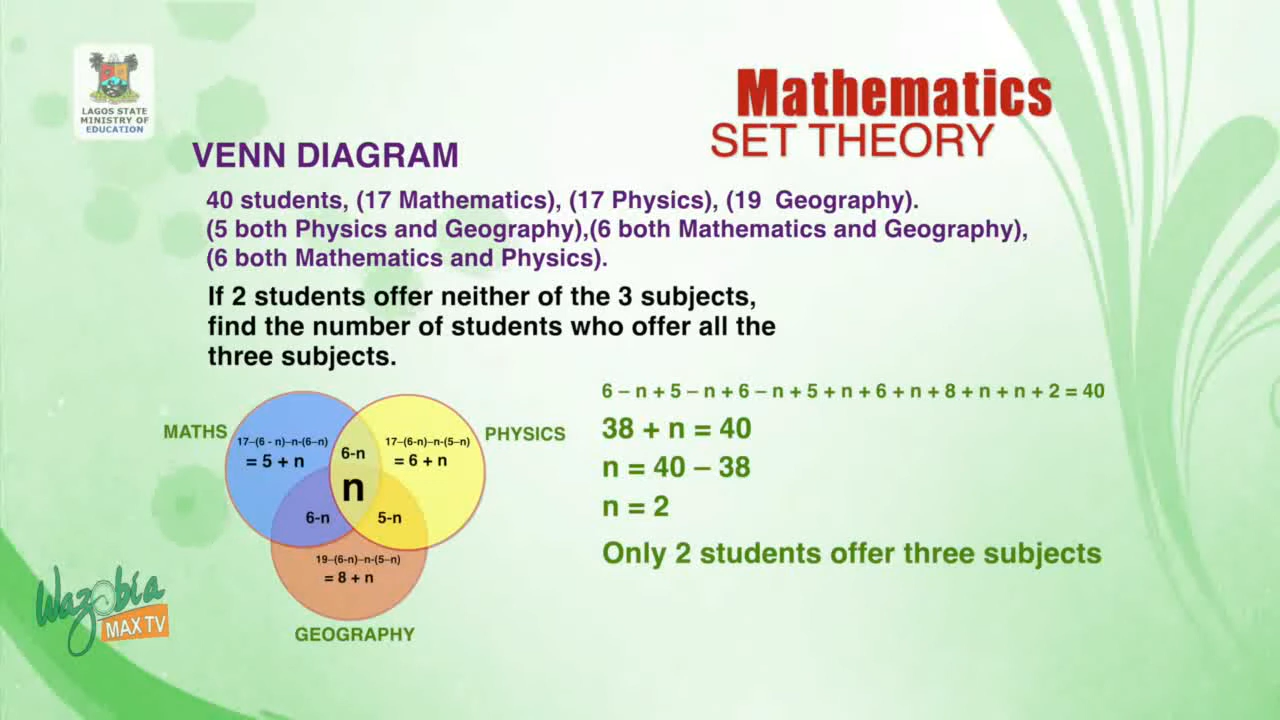 LAGOS STATE
MINISTRY OF
EDUCATION
Mathematics
SET THEORY
VENN DIAGRAM
40 students, (17 Mathematics), (17 Physics), (19 Geography).
(5 both Physics and Geography),(6 both Mathematics and Geography),
(6 both Mathematics and Physics).
If 2 students offer neither of the 3 subjects,
find the number of students who offer all the
three subjects.
MATHS
17–(6 - n)–n-(6–n)
= 5 + n
6-n
17–(6-n)–n-(5–n)
= 6 + n
PHYSICS
n
6-n
5-n
19–(6-n)–n-(5–n)
= 8 + n
GEOGRAPHY
6 – n + 5 – n + 6 – n + 5 + n + 6 + n + 8 + n + n + 2 = 40
38 + n = 40
n = 40 – 38
n = 2
Only 2 students offer three subjects
Wazobia
MAX TV